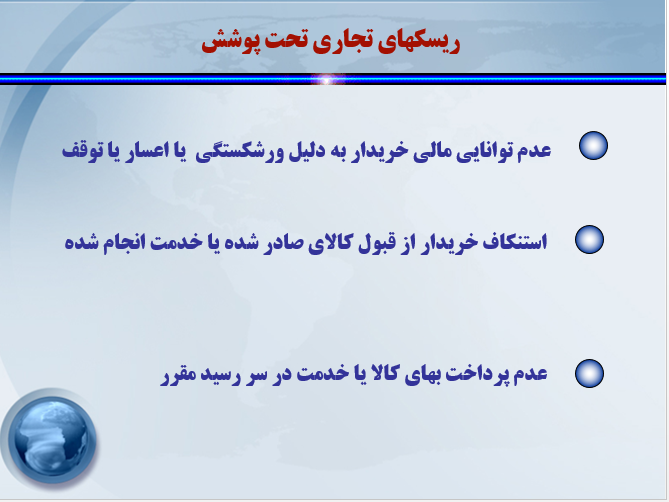 ریسکهای تجاری تحت پوشش
عدم توانایی مالی خریدار به دلیل ورشکستگی یا اعسار یا توقف
استنکاف خریدار از قبول کالای صادر شده یا خدمت انجام شده
عدم پرداخت بهای کالا یا خدمت در سر رسید مقرر